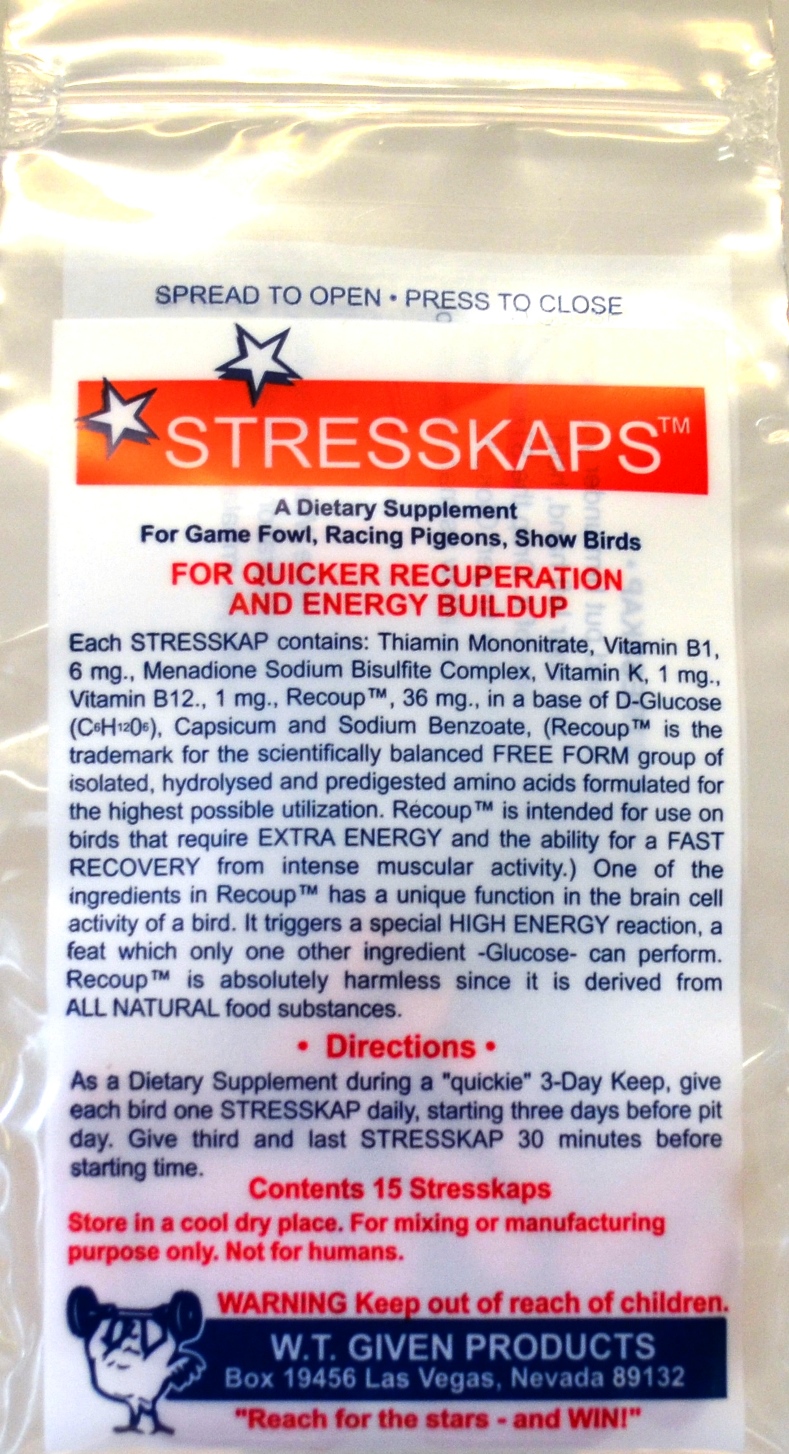 SPREAD TO OPEN • PRESS TO CLOSE
STRESSKAPS™
A Dietary Supplement
For Game Fowl, Racing Pigeons, Show Birds
FOR QUICKER RECUPERATION
AND ENERGY BUILDUP
Each STRESSKAP contains: Thiamin Mononitrate, Vitamin B1,
6 mg., Menadione Sodium Bisulfite Complex, Vitamin K, 1 mg.,
Vitamin B12., 1 mg., Recoup™, 36 mg., in a base of D-Glucose
(C6H1206), Capsicum and Sodium Benzoate, (Recoup™ is the
trademark for the scientifically balanced FREE FORM group of
isolated, hydrolysed and predigested amino acids formulated for
the highest possible utilization. Recoup™ is intended for use on
birds that require EXTRA ENERGY and the ability for a FAST
RECOVERY from intense muscular activity.) One of the
ingredients in Recoup™ has a unique function in the brain cell
activity of a bird. It triggers a special HIGH ENERGY reaction, a
feat which only one other ingredient -Glucose- can perform.
Recoup™ is absolutely harmless since it is derived from
ALL NATURAL food substances.
• Directions •
As a Dietary Supplement during a "quickie" 3-Day Keep, give
each bird one STRESSKAP daily, starting three days before pit
day. Give third and last STRESSKAP 30 minutes before
starting time.
Contents 15 Stresskaps
Store in a cool dry place. For mixing or manufacturing
purpose only. Not for humans.
WARNING Keep out of reach of children.
W.T. GIVEN PRODUCTS
Box 19456 Las Vegas, Nevada 89132
"Reach for the stars - and WIN!"